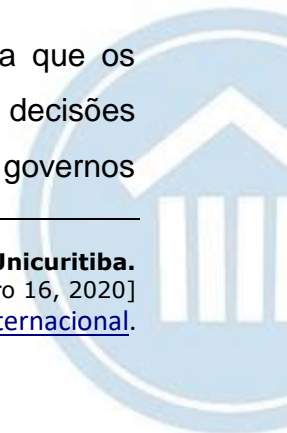 a que os
decisões
governos
Unicuritiba.
ro 16, 2020]
ternacional.